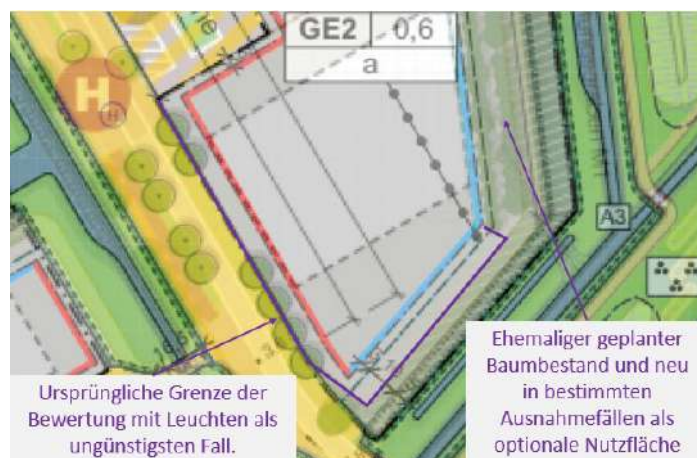 GE2 0,6
a
H
H
A3
Ursprüngliche Grenze der
Bewertung mit Leuchten als
ungünstigsten Fall.
Ehemaliger geplanter
Baumbestand und neu
in bestimmten
Ausnahmefällen als
optionale Nutzfläche